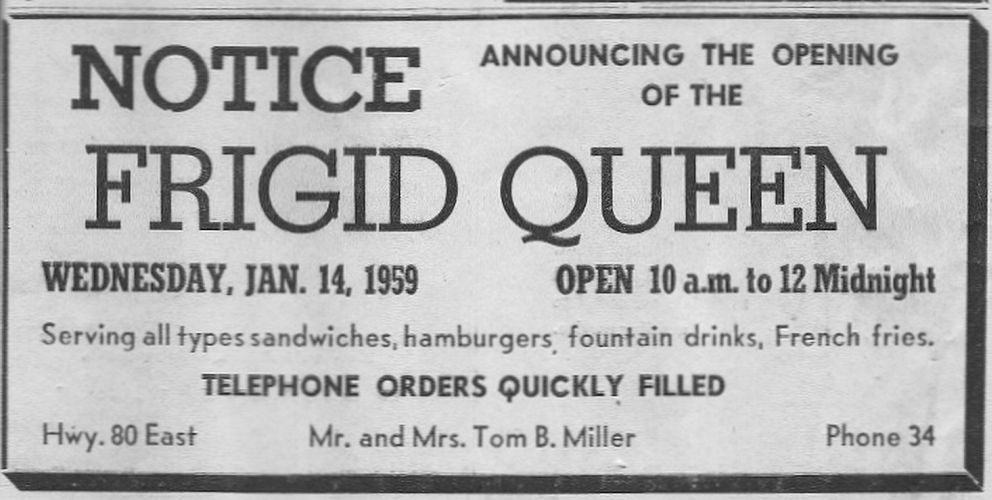 NOTICE
ANNOUNCING THE OPENING
OF THE
FRIGID QUEEN
WEDNESDAY, JAN. 14, 1959
OPEN 10 a.m. to 12 Midnight
Serving all types sandwiches, hamburgers, fountain drinks, French fries.
TELEPHONE ORDERS QUICKLY FILLED
Hwy. 80 East
Mr. and Mrs. Tom B. Miller
Phone 34